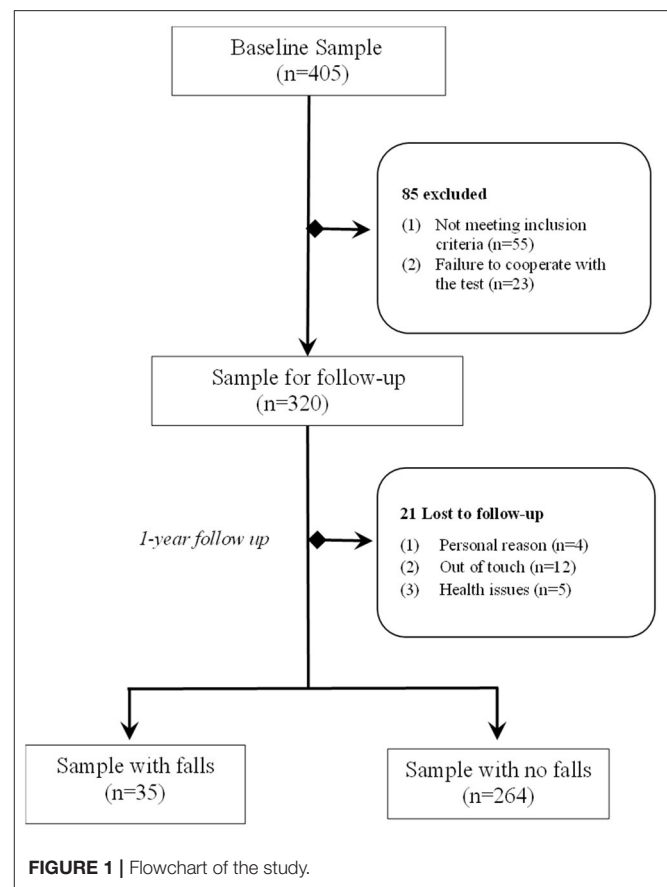 Baseline Sample
(n=405)
85 excluded
(1) Not meeting inclusion
criteria (n=55)
(2) Failure to cooperate with
the test (n=23)
Sample for follow-up
(n=320)
1-year follow up
21 Lost to follow-up
(1) Personal reason (n=4)
(2) Out of touch (n=12)
(3) Health issues (n=5)
Sample with falls
(n=35)
Sample with no falls
(n=264)
FIGURE 1 | Flowchart of the study.